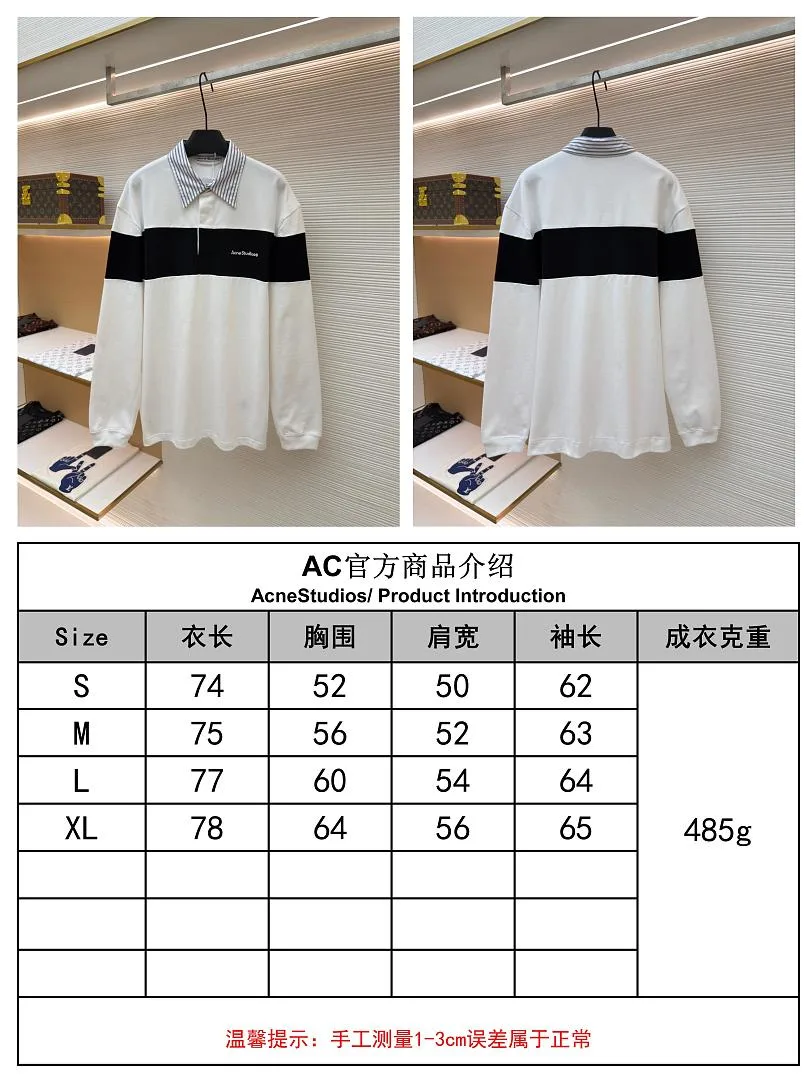 AcneStudios
AC官方商品介绍
AcneStudios/ Product Introduction
Size 衣长 胸围 肩宽 袖长 成衣克重
S 74 52 50 62
M 75 56 52 63
L 77 60 54 64
XL 78 64 56 65
485g
温馨提示：手工测量1-3cm误差属于正常